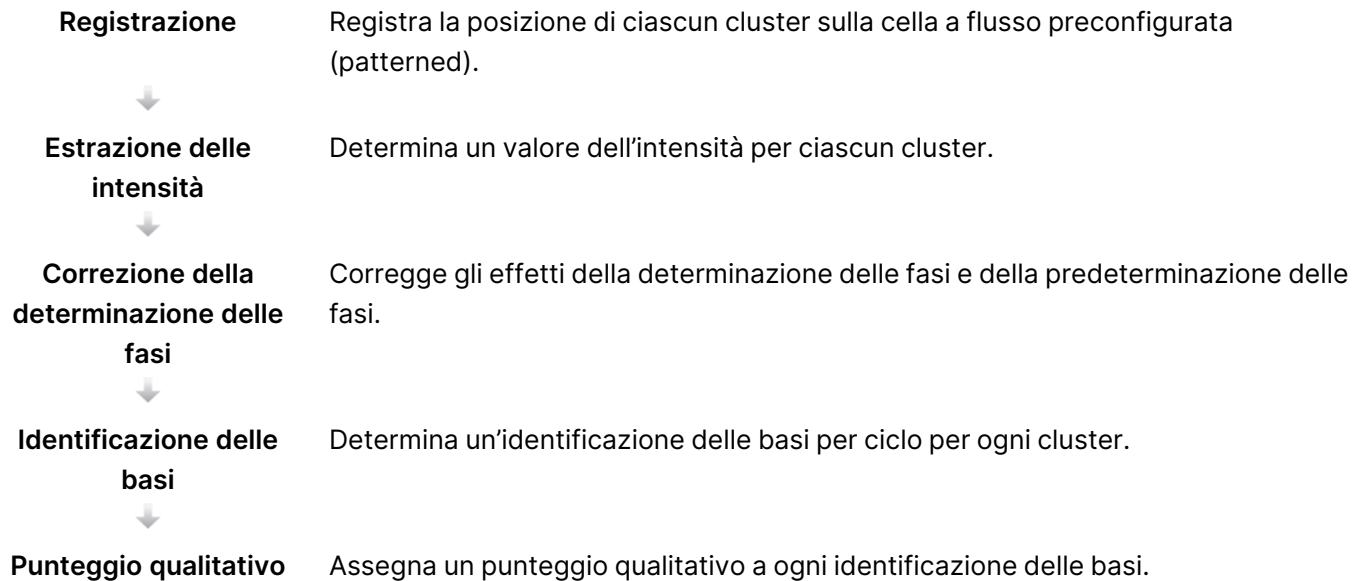 Registrazione
Registra la posizione di ciascun cluster sulla cella a flusso preconfigurata
(patterned).
Estrazione delle
intensità
Determina un valore dell’intensità per ciascun cluster.
Correzione della
determinazione delle
fasi
Corregge gli effetti della determinazione delle fasi e della predeterminazione delle
fasi.
Identificazione delle
basi
Determina un’identificazione delle basi per ciclo per ogni cluster.
Punteggio qualitativo
Assegna un punteggio qualitativo a ogni identificazione delle basi.